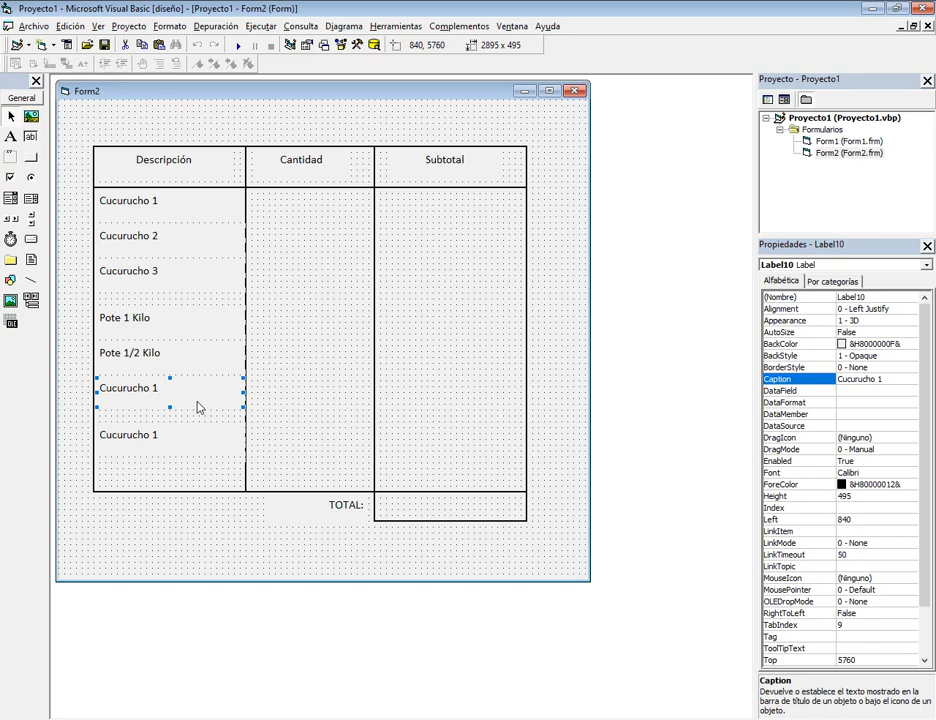 Proyecto1 - Microsoft Visual Basic [diseño] - [Proyecto1 - Form2 (Form)]
Archivo Edición Ver Proyecto Formato Depuración Ejecutar Consulta Diagrama Herramientas Complementos Ventana Ayuda
840, 5760 2895 x 495
General
Form2
Descripción Cantidad Subtotal
Cucurucho 1
Cucurucho 2
Cucurucho 3
Pote 1 Kilo
Pote 1/2 Kilo
Cucurucho 1
Cucurucho 1
TOTAL:
Proyecto - Proyecto1
Proyecto1 (Proyecto1.vbp)
Formularios
Form1 (Form1.frm)
Form2 (Form2.frm)
Propiedades - Label10
Label10 Label
Alfabética Por categorías
(Nombre) Label10
Alignment 0 - Left Justify
Appearance 1 - 3D
AutoSize False
BackColor &H8000000F&
BackStyle 1 - Opaque
BorderStyle 0 - None
Caption Cucurucho 1
DataField
DataFormat
DataMember
DataSource
DragIcon (Ninguno)
DragMode 0 - Manual
Enabled True
Font Calibri
ForeColor &H80000012&
Height 495
Index
Left 840
LinkItem
LinkMode 0 - None
LinkTimeout 50
LinkTopic
MouseIcon (Ninguno)
MousePointer 0 - Default
OLEDropMode 0 - None
RightToLeft False
TabIndex 9
Tag
ToolTipText
Top 5760
Caption
Devuelve o establece el texto mostrado en la
barra de título de un objeto o bajo el icono de un
objeto.